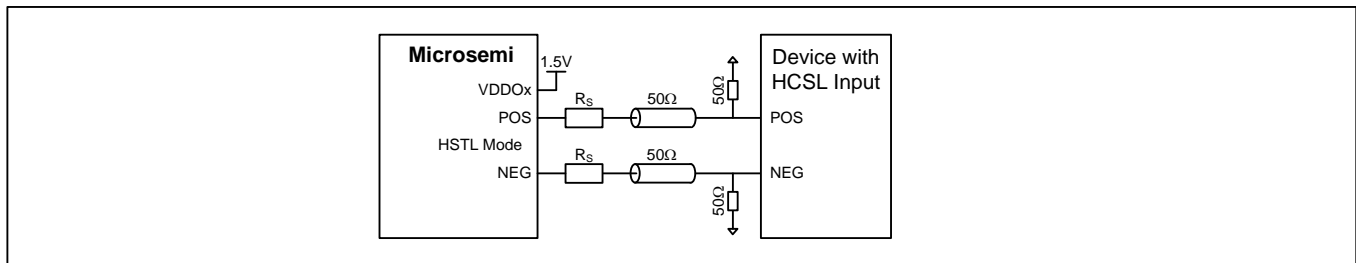 Microsemi
1.5V
VDDOx
POS
HSTL Mode
NEG
RS
50Ω
RS
50Ω
50Ω
50Ω
Device with
HCSL Input
POS
NEG